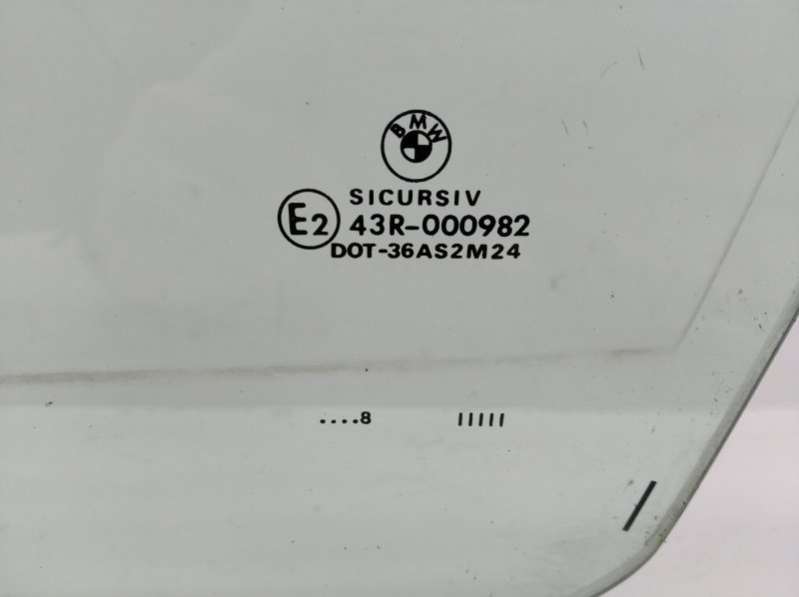 BMW
SICURSIV
E2 43R-000982
DOT-36AS2M24
....8 IIIII